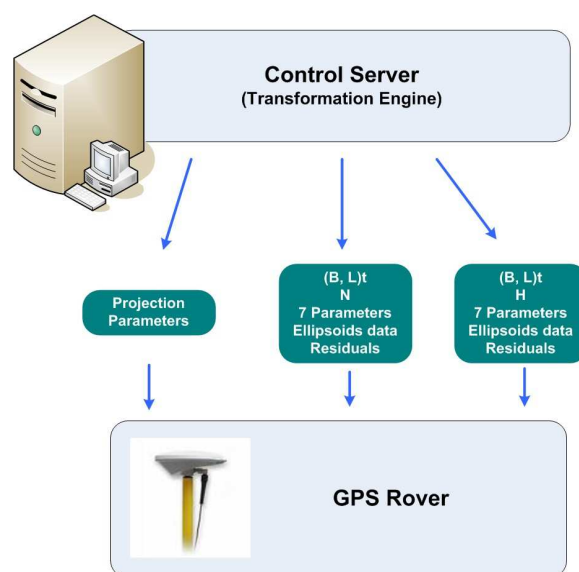 Control Server
(Transformation Engine)
Projection
Parameters
(B, L)t
N
7 Parameters
Ellipsoids data
Residuals
(B, L)t
H
7 Parameters
Ellipsoids data
Residuals
GPS Rover